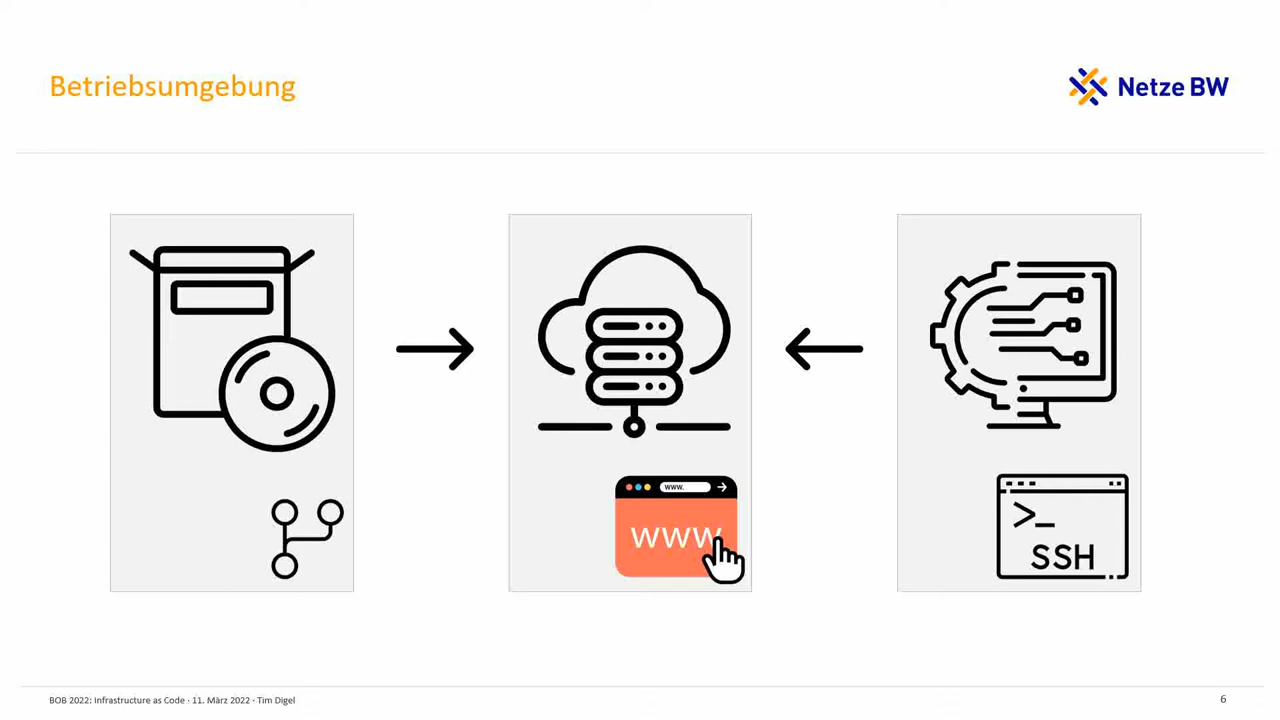 Betriebsumgebung
Netze BW
www.
www
>_
SSH
BOB 2022: Infrastructure as Code · 11. März 2022 · Tim Digel
6